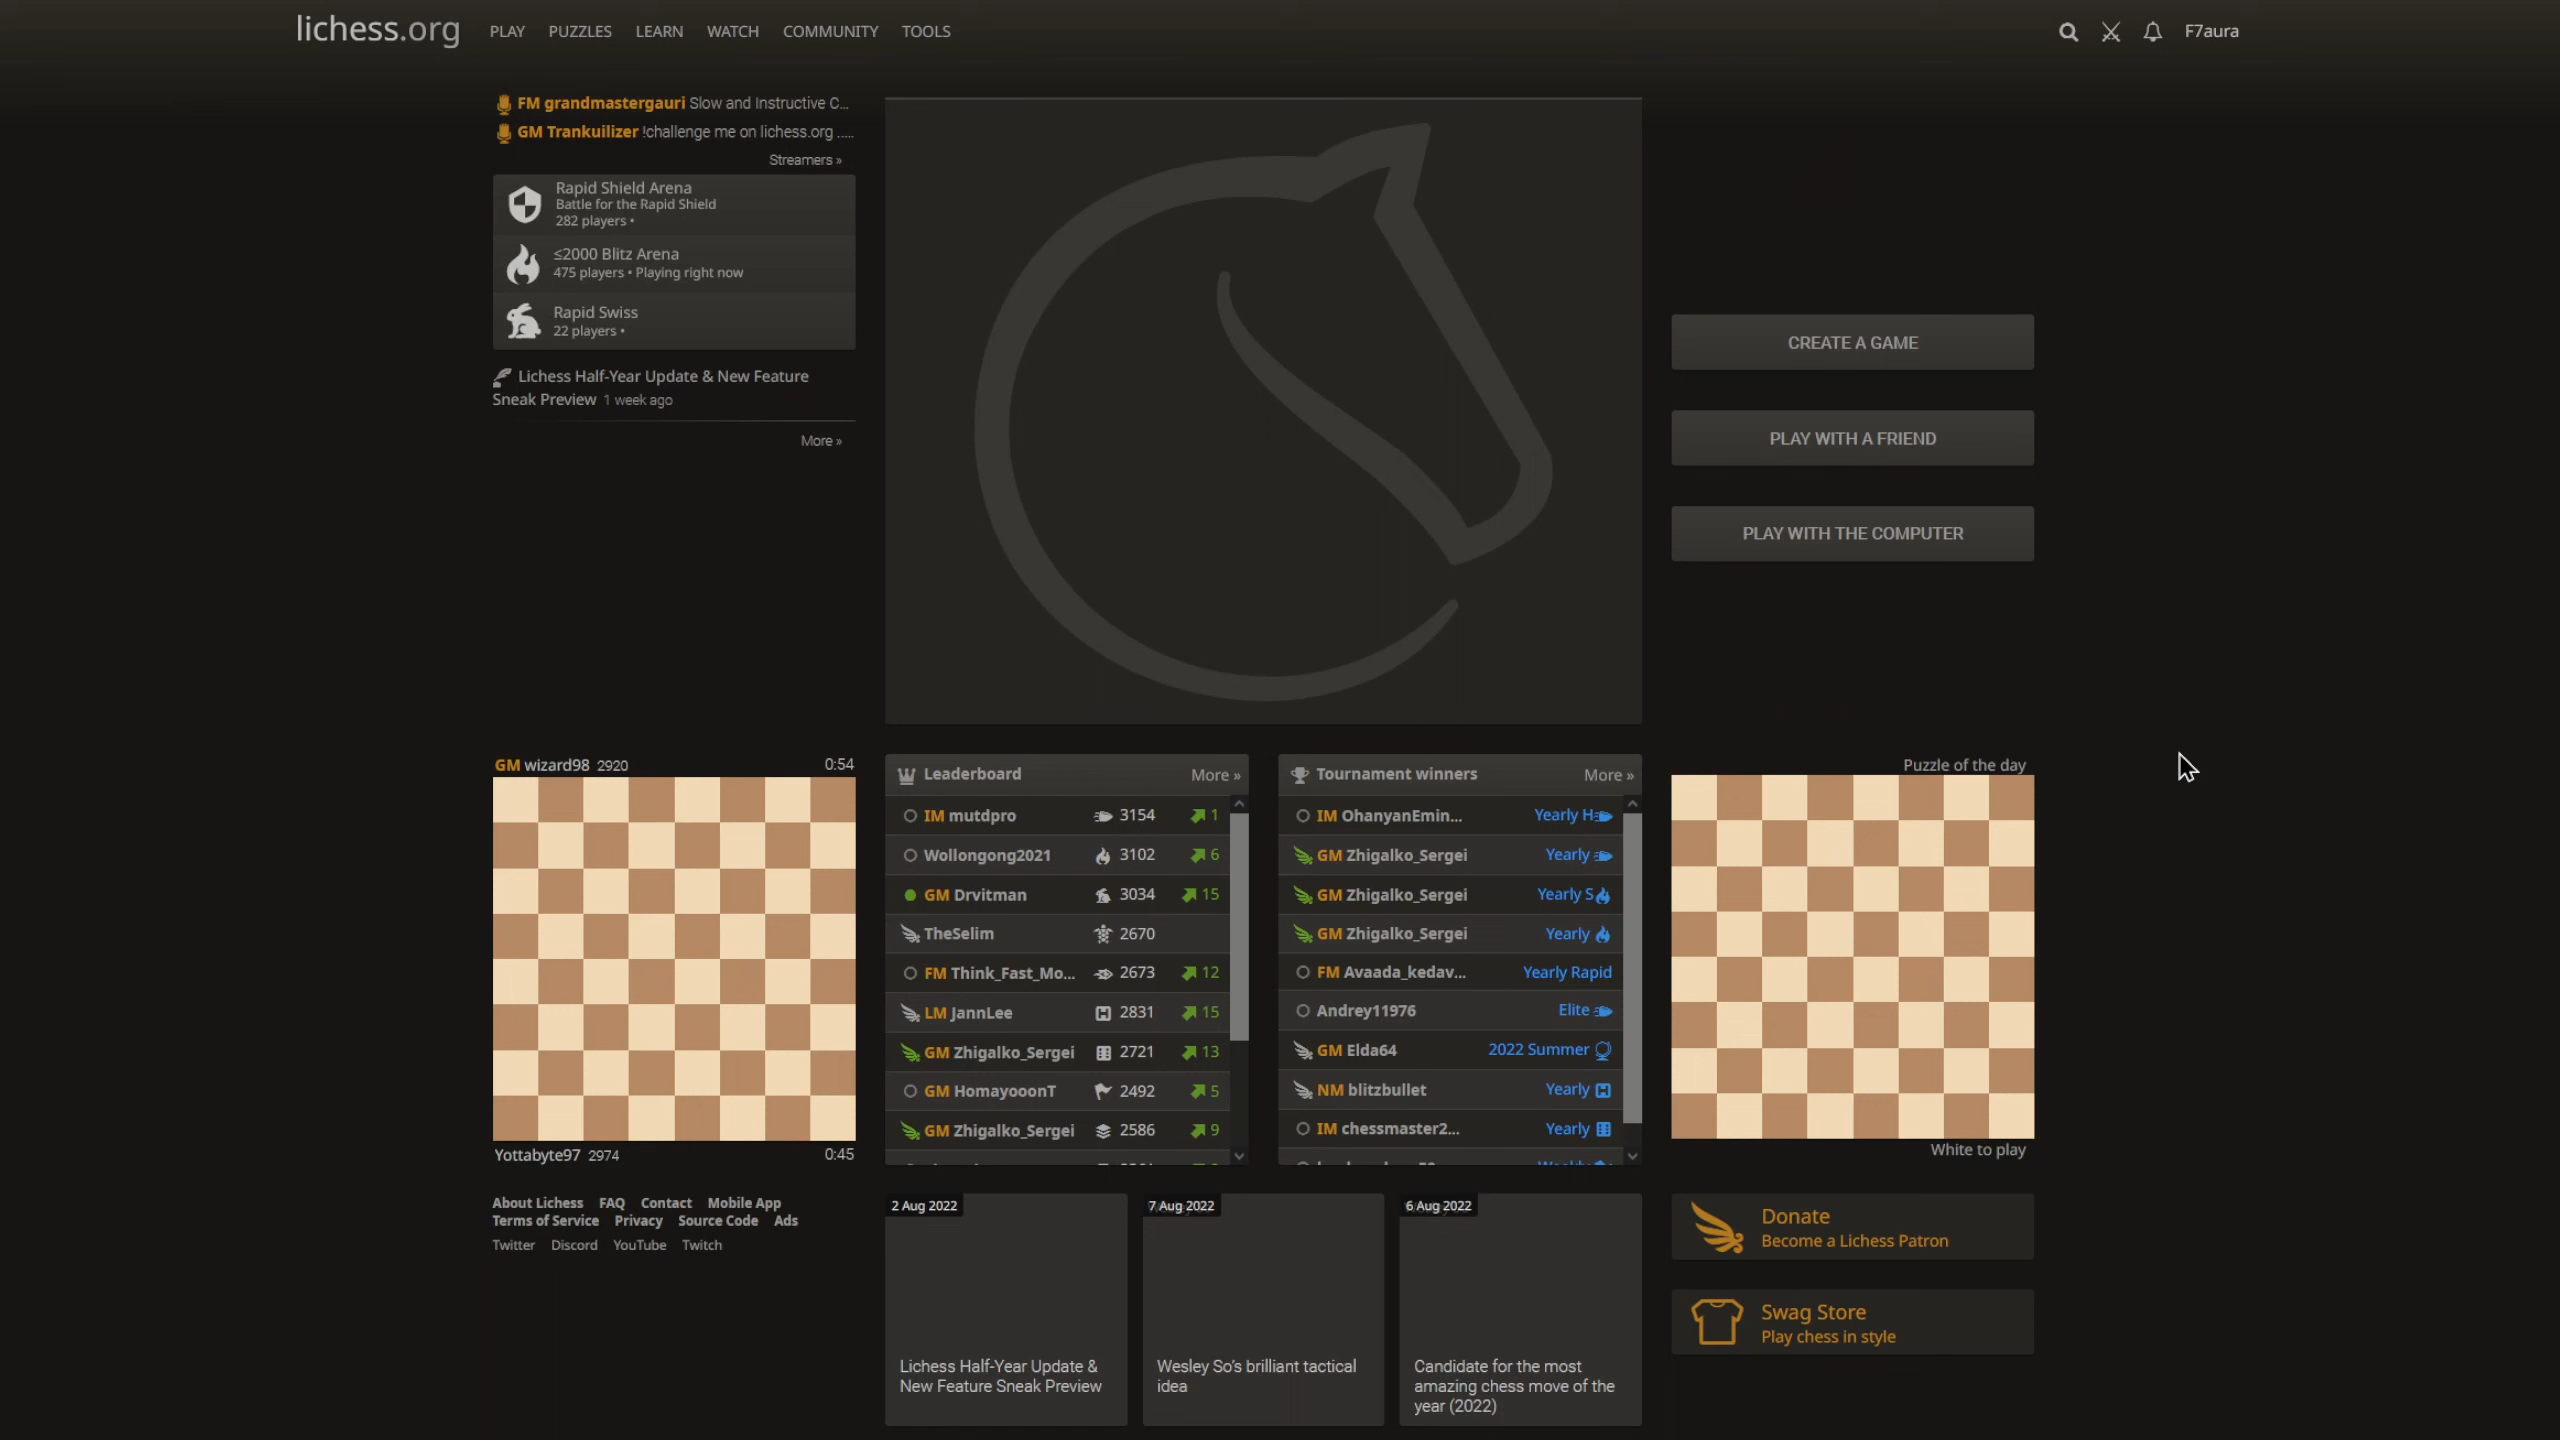 lichess.org PLAY PUZZLES LEARN WATCH COMMUNITY TOOLS F7aura
FM grandmastergauri Slow and Instructive C...
GM Trankuilizer !challenge me on lichess.org .....
Streamers »
Rapid Shield Arena
Battle for the Rapid Shield
282 players •
≤2000 Blitz Arena
475 players • Playing right now
Rapid Swiss
22 players •
Lichess Half-Year Update & New Feature
Sneak Preview 1 week ago
More »
CREATE A GAME
PLAY WITH A FRIEND
PLAY WITH THE COMPUTER
GM wizard98 2920 0:54
Yottabyte97 2974 0:45
Leaderboard More »
IM mutdpro 3154 1
Wollongong2021 3102 6
GM Drvitman 3034 15
TheSelim 2670
FM Think_Fast_Mo... 2673 12
LM JannLee 2831 15
GM Zhigalko_Sergei 2721 13
GM HomayooonT 2492 5
GM Zhigalko_Sergei 2586 9
Tournament winners More »
IM OhanyanEmin... Yearly H
GM Zhigalko_Sergei Yearly
GM Zhigalko_Sergei Yearly S
GM Zhigalko_Sergei Yearly
FM Avaada_kedav... Yearly Rapid
Andrey11976 Elite
GM Elda64 2022 Summer
NM blitzbullet Yearly
IM chessmaster2... Yearly
Puzzle of the day
White to play
About Lichess FAQ Contact Mobile App
Terms of Service Privacy Source Code Ads
Twitter Discord YouTube Twitch
2 Aug 2022
Lichess Half-Year Update &
New Feature Sneak Preview
7 Aug 2022
Wesley So's brilliant tactical
idea
6 Aug 2022
Candidate for the most
amazing chess move of the
year (2022)
Donate
Become a Lichess Patron
Swag Store
Play chess in style